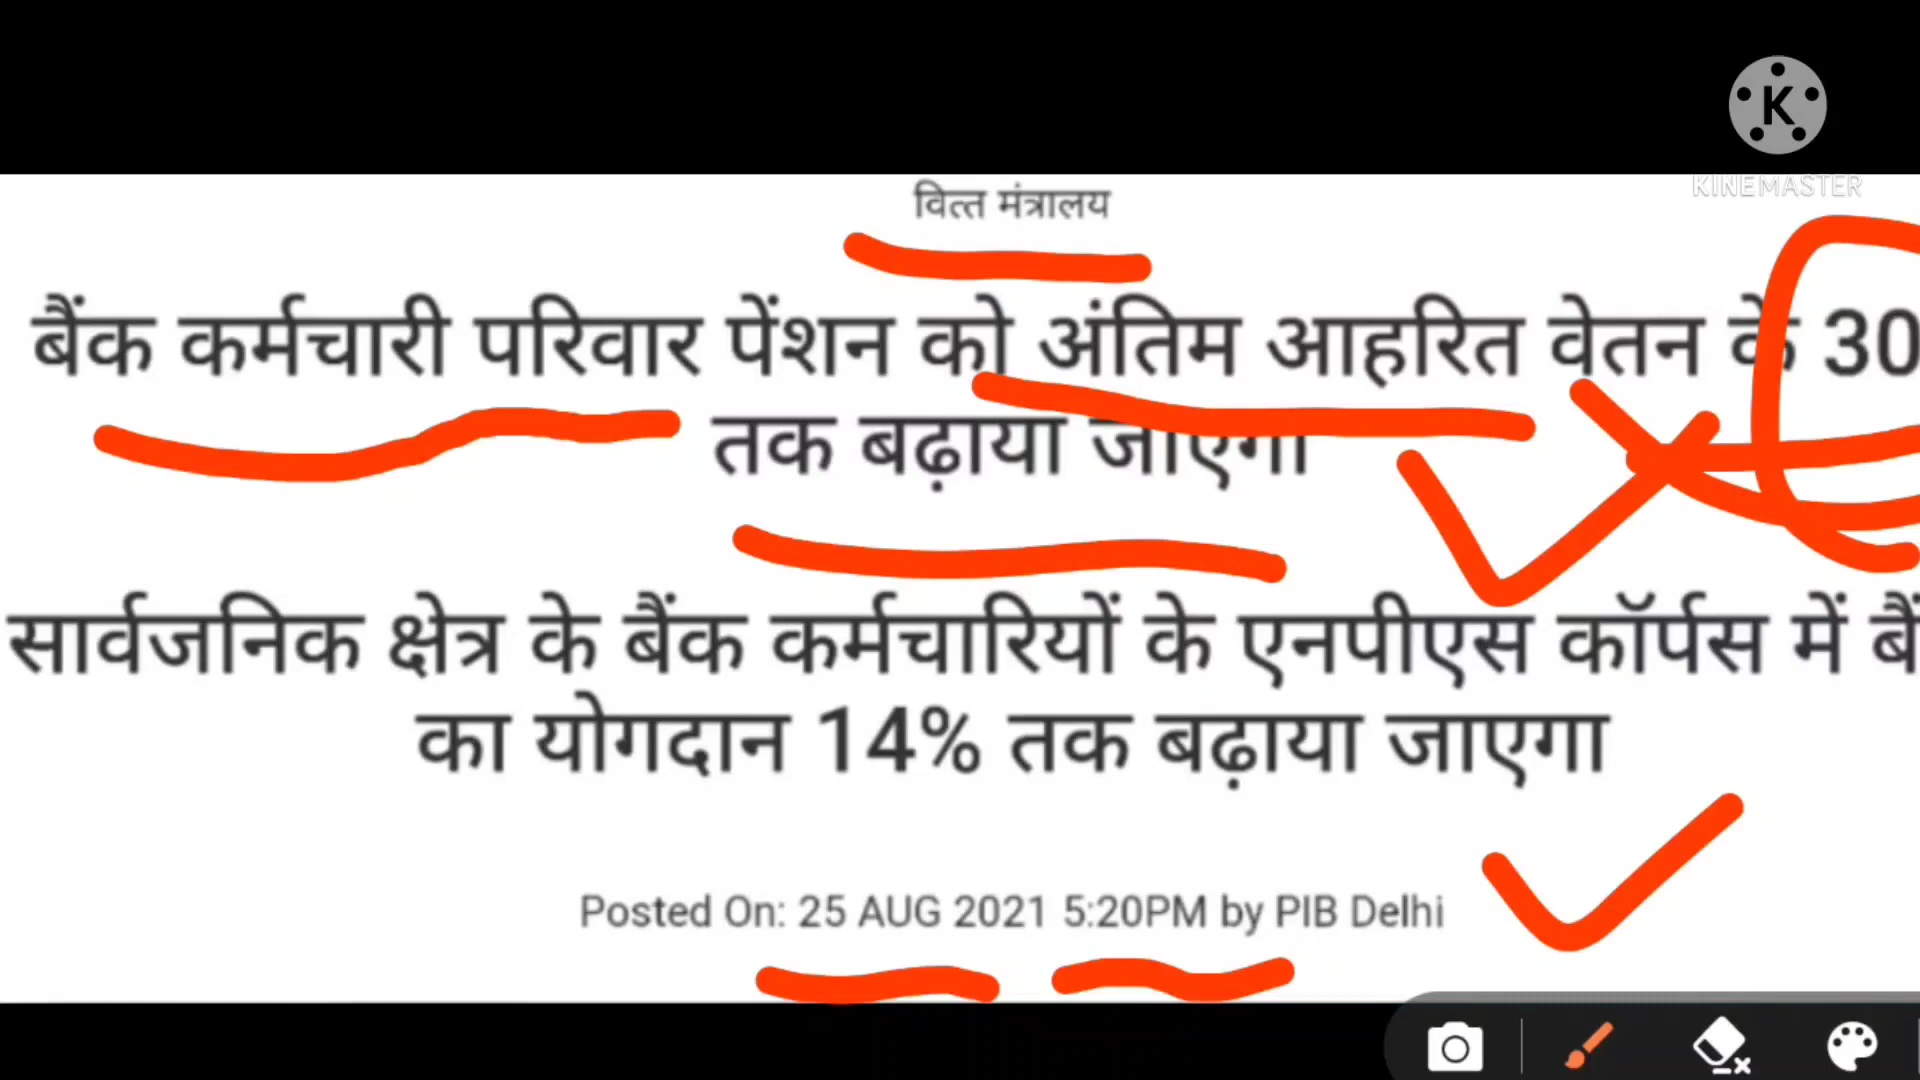 K
KINEMASTER
वित्त मंत्रालय
बैंक कर्मचारी परिवार पेंशन को अंतिम आहरित वेतन के 30
तक बढ़ाया जाएगा
सार्वजनिक क्षेत्र के बैंक कर्मचारियों के एनपीएस कॉर्पस में
का योगदान 14% तक बढ़ाया जाएगा
Posted On: 25 AUG 2021 5:20PM by PIB Delhi